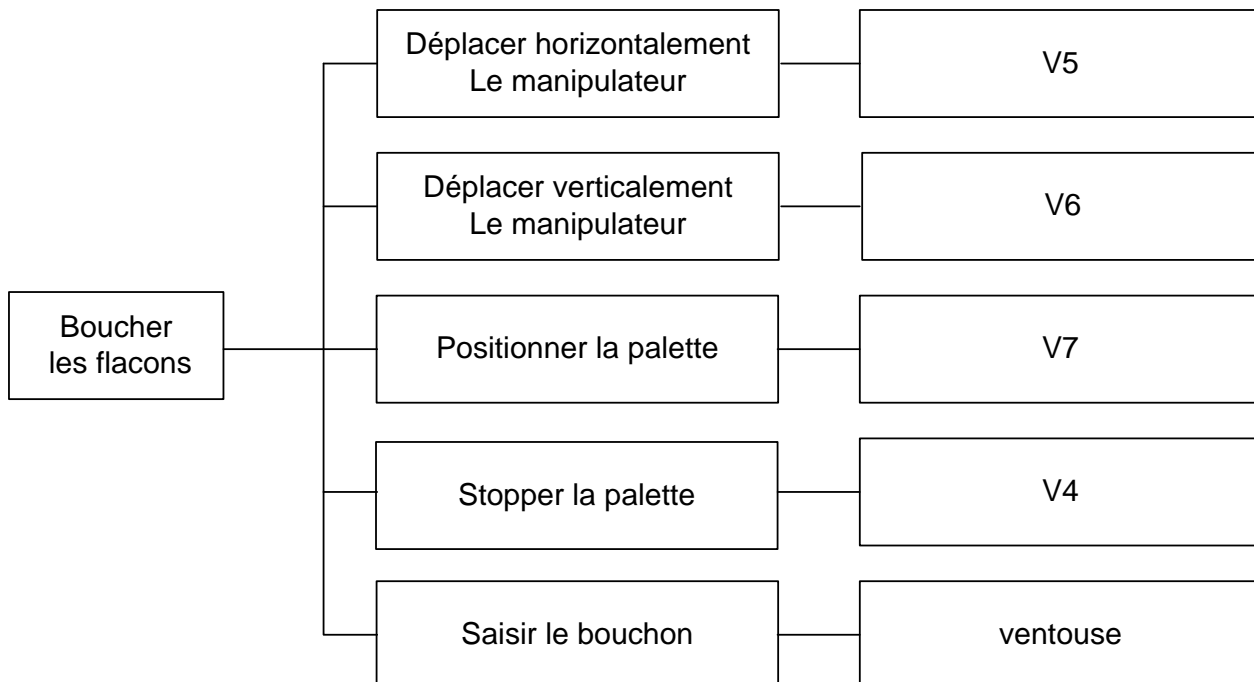 Déplacer horizontalement
Le manipulateur
V5
Déplacer verticalement
Le manipulateur
V6
Boucher
les flacons
Positionner la palette
V7
Stopper la palette
V4
Saisir le bouchon
ventouse